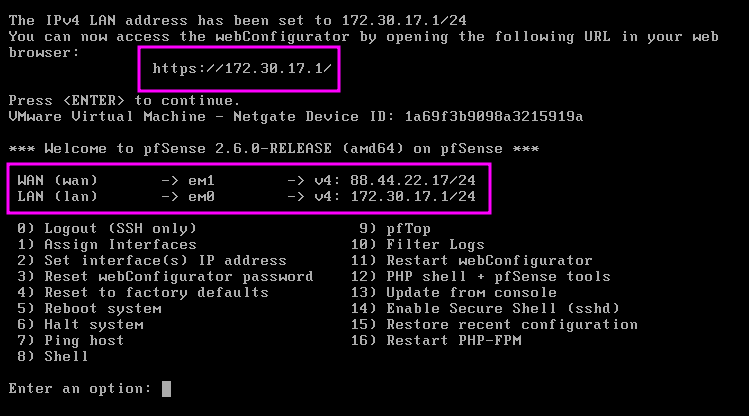 The IPv4 LAN address has been set to 172.30.17.1/24
You can now access the webConfigurator by opening the following URL in your web
browser:
https://172.30.17.1/
Press <ENTER> to continue.
VMware Virtual Machine - Netgate Device ID: 1a69f3b9098a3215919a
*** Welcome to pfSense 2.6.0-RELEASE (amd64) on pfSense ***
WAN (wan) -> em1 -> v4: 88.44.22.17/24
LAN (lan) -> em0 -> v4: 172.30.17.1/24
0) Logout (SSH only) 9) pfTop
1) Assign Interfaces 10) Filter Logs
2) Set interface(s) IP address 11) Restart webConfigurator
3) Reset webConfigurator password 12) PHP shell + pfSense tools
4) Reset to factory defaults 13) Update from console
5) Reboot system 14) Enable Secure Shell (sshd)
6) Halt system 15) Restore recent configuration
7) Ping host 16) Restart PHP-FPM
8) Shell
Enter an option: